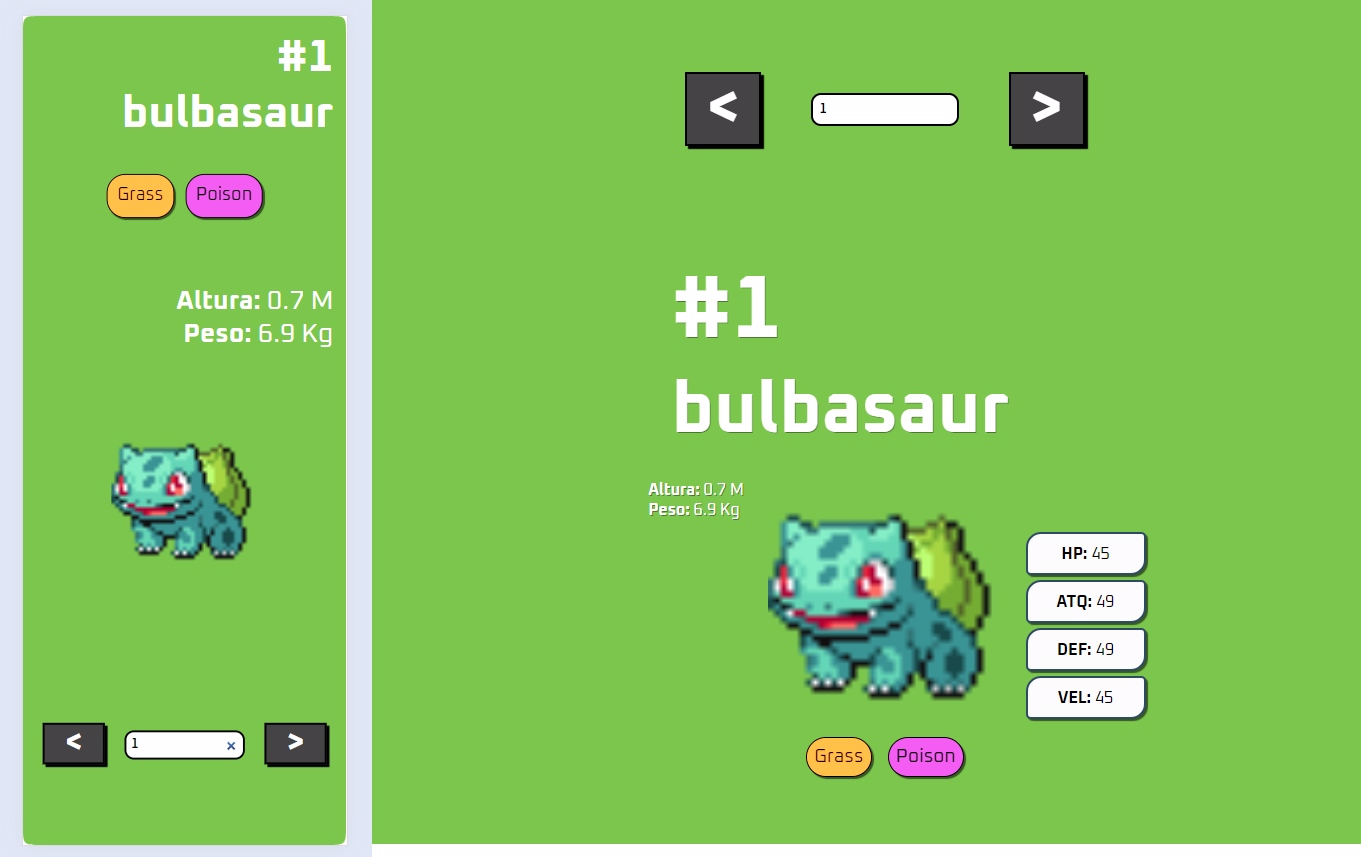 #1
bulbasaur
Grass Poison
Altura: 0.7 M
Peso: 6.9 Kg
< 1 × >
< 1 >
#1
bulbasaur
Altura: 0.7 M
Peso: 6.9 Kg
HP: 45
ATQ: 49
DEF: 49
VEL: 45
Grass Poison